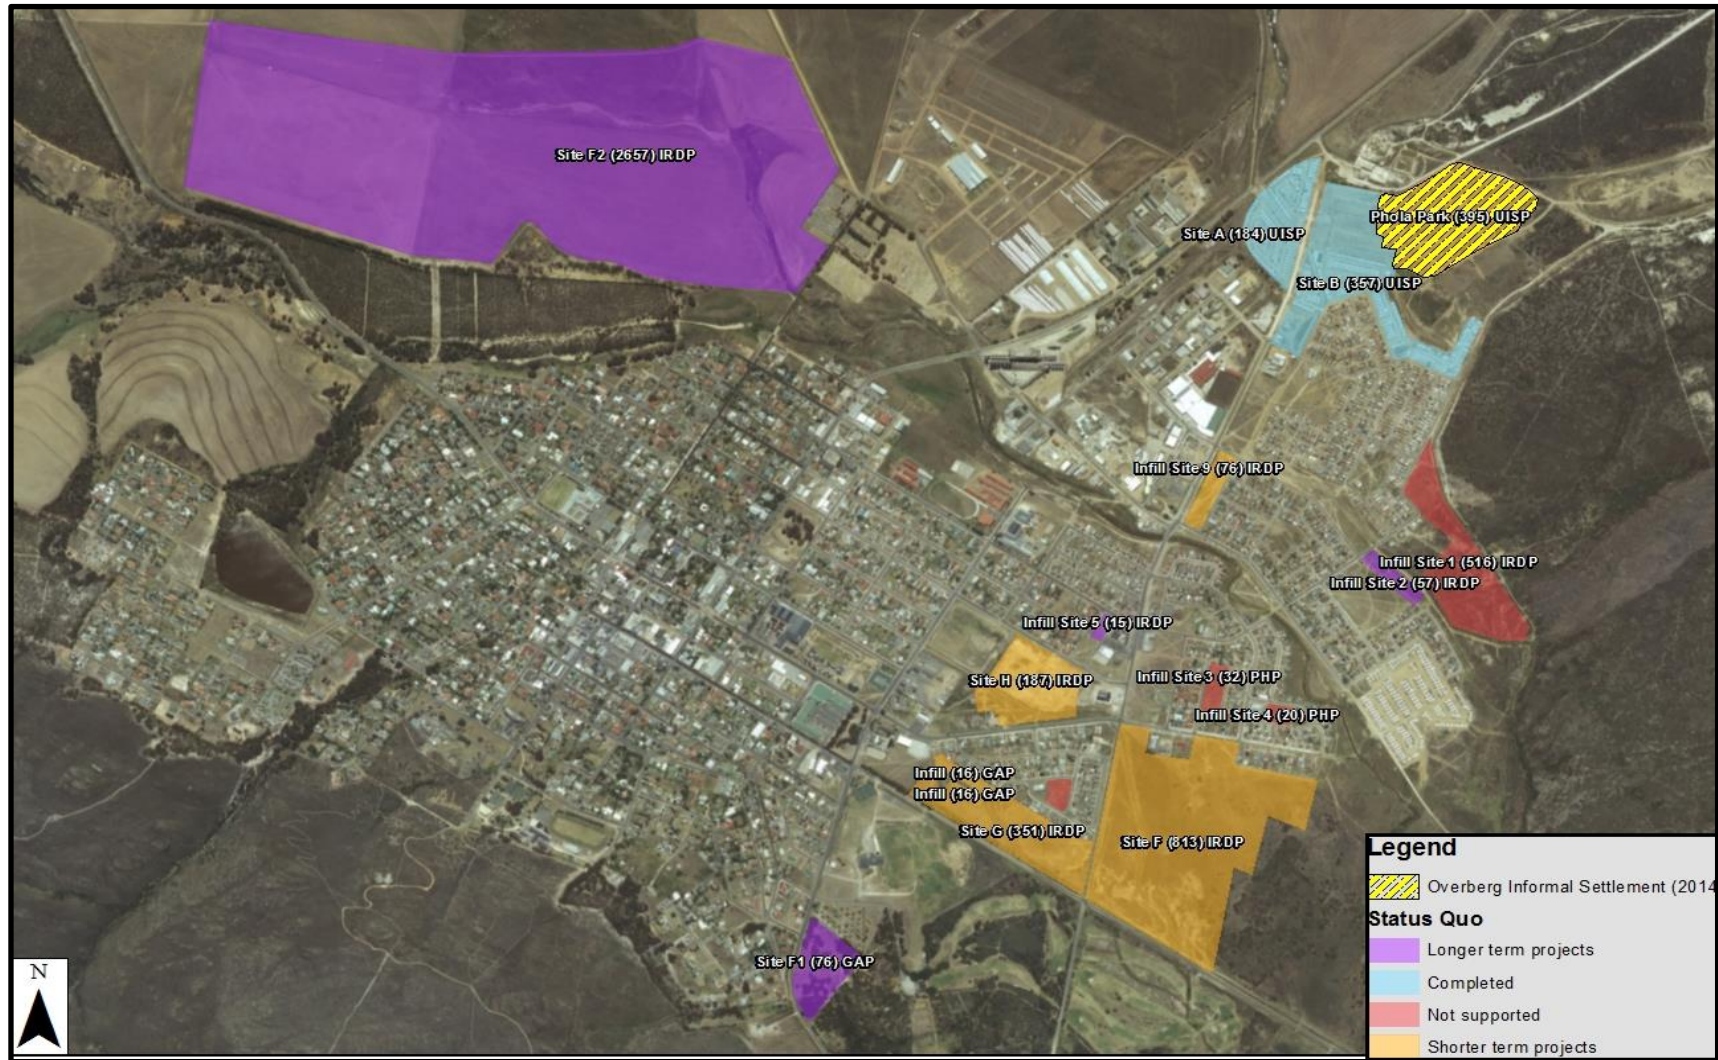 Site F2 (2657) IRDP
Phola Park (395) UISP
Site A (184) UISP
Site B (357) UISP
Infill Site 9 (76) IRDP
Infill Site 1 (516) IRDP
Infill Site 2 (57) IRDP
Infill Site 5 (15) IRDP
Site H (187) IRDP
Infill Site 3 (32) PHP
Infill Site 4 (20) PHP
Infill (16) GAP
Infill (16) GAP
Site G (351) IRDP
Site F (813) IRDP
Site F1 (76) GAP
N
Legend
Overberg Informal Settlement (2014
Status Quo
Longer term projects
Completed
Not supported
Shorter term projects